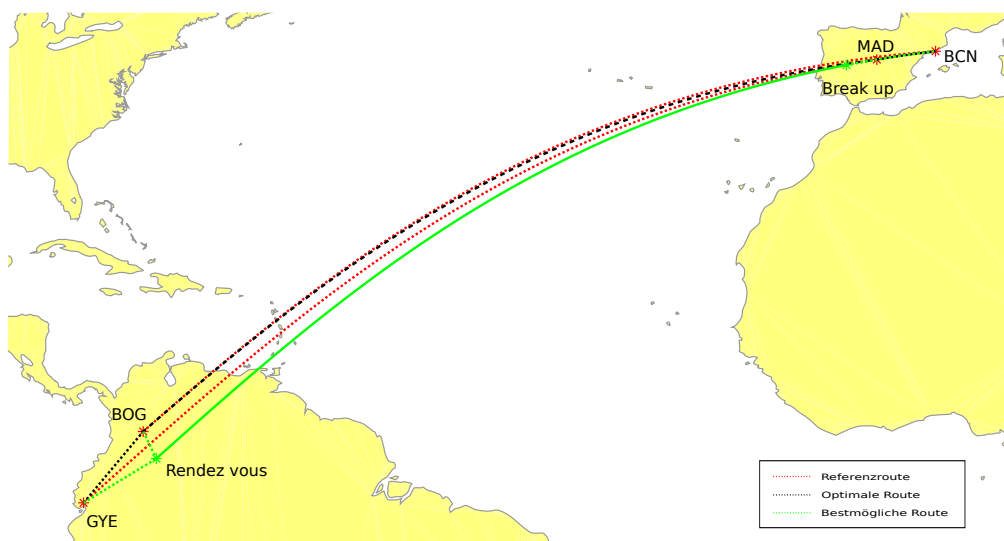 MAD
BCN
Break up
BOG
Rendez vous
GYE
Referenzroute
Optimale Route
Bestmögliche Route